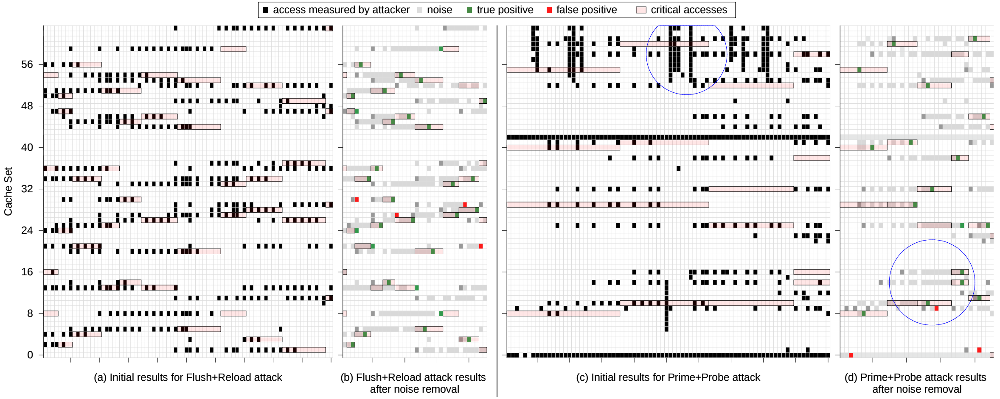 access measured by attacker noise true positive false positive critical accesses
Cache Set
56
48
40
32
24
16
8
0
(a) Initial results for Flush+Reload attack
(b) Flush+Reload attack results
after noise removal
(c) Initial results for Prime+Probe attack
(d) Prime+Probe attack results
after noise removal